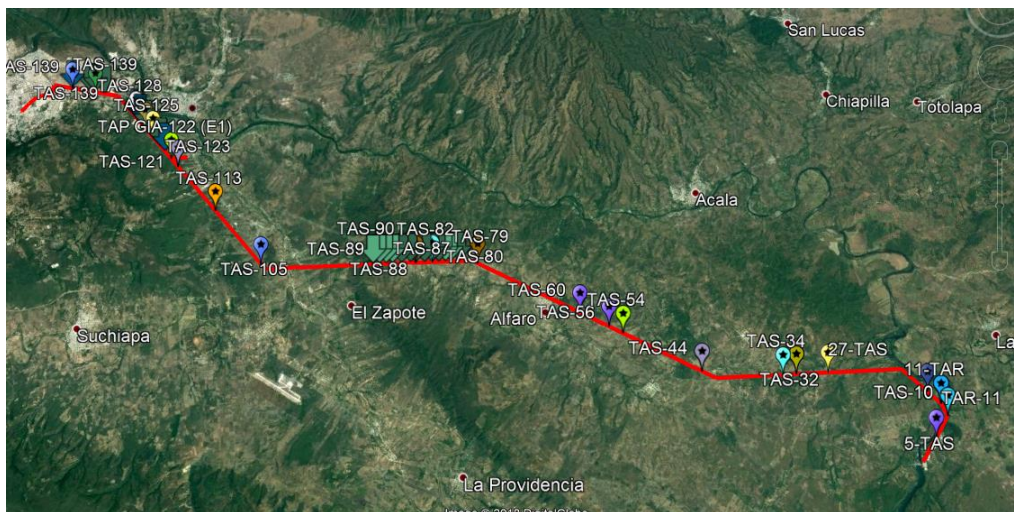 San Lucas
AS-139
TAS-139
TAS-139
TAS-128
TAS-125
Chiapilla
Totolapa
TAP GIA-122 (E1)
TAS-123
TAS-121
TAS-113
Acala
TAS-90
TAS-82
TAS-79
TAS-89
TAS-87
TAS-80
TAS-105
TAS-88
TAS-60
TAS-54
El Zapote
Alfaro
TAS-56
Suchiapa
TAS-34
27-TAS
La
TAS-44
TAS-32
11-TAR
TAS-10
TAR-11
5-TAS
La Providencia